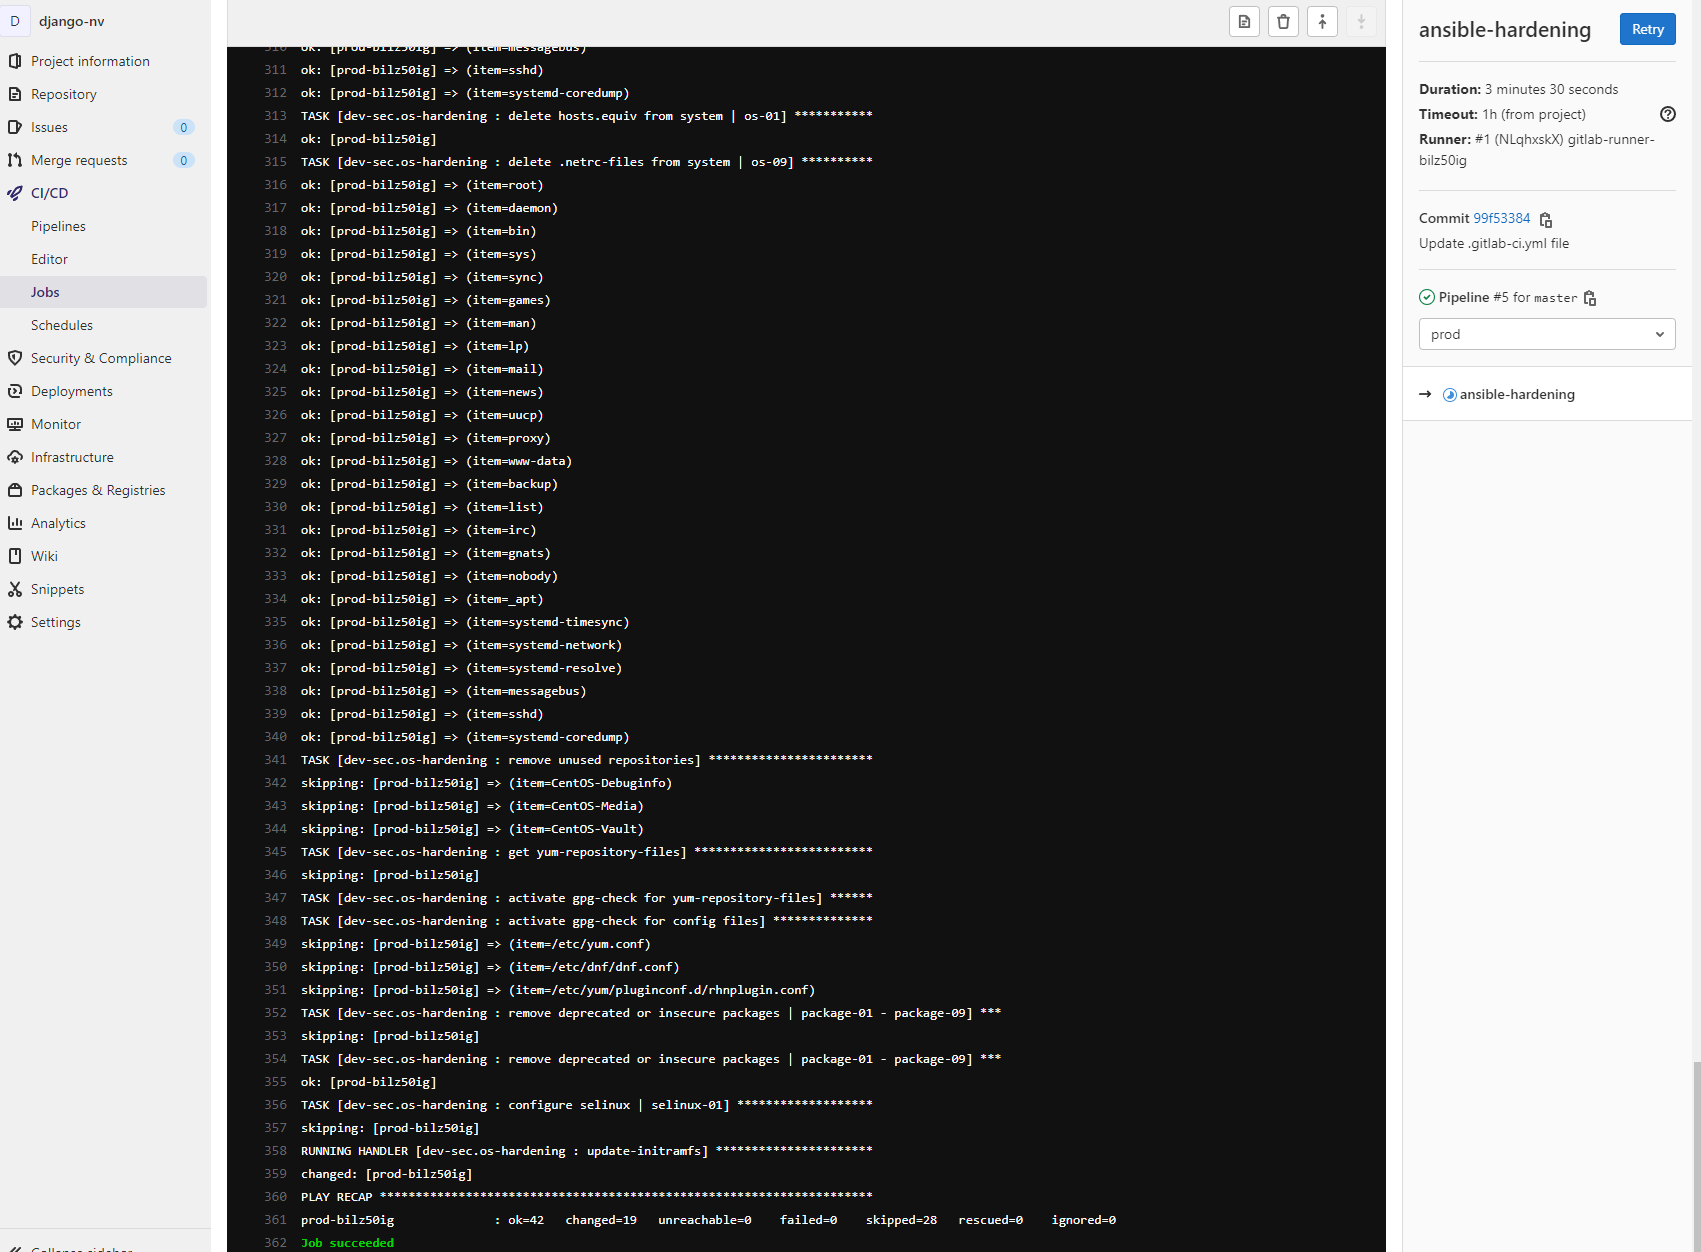 D django-nv
Project information
Repository
Issues 0
Merge requests 0
CI/CD
Pipelines
Editor
Jobs
Schedules
Security & Compliance
Deployments
Monitor
Infrastructure
Packages & Registries
Analytics
Wiki
Snippets
Settings
Collapse sidebar
310 ok: [prod-bilz50ig] => (item=messagebus)
311 ok: [prod-bilz50ig] => (item=sshd)
312 ok: [prod-bilz50ig] => (item=systemd-coredump)
313 TASK [dev-sec.os-hardening : delete hosts.equiv from system | os-01] ***********
314 ok: [prod-bilz50ig]
315 TASK [dev-sec.os-hardening : delete .netrc-files from system | os-09] **********
316 ok: [prod-bilz50ig] => (item=root)
317 ok: [prod-bilz50ig] => (item=daemon)
318 ok: [prod-bilz50ig] => (item=bin)
319 ok: [prod-bilz50ig] => (item=sys)
320 ok: [prod-bilz50ig] => (item=sync)
321 ok: [prod-bilz50ig] => (item=games)
322 ok: [prod-bilz50ig] => (item=man)
323 ok: [prod-bilz50ig] => (item=lp)
324 ok: [prod-bilz50ig] => (item=mail)
325 ok: [prod-bilz50ig] => (item=news)
326 ok: [prod-bilz50ig] => (item=uucp)
327 ok: [prod-bilz50ig] => (item=proxy)
328 ok: [prod-bilz50ig] => (item=www-data)
329 ok: [prod-bilz50ig] => (item=backup)
330 ok: [prod-bilz50ig] => (item=list)
331 ok: [prod-bilz50ig] => (item=irc)
332 ok: [prod-bilz50ig] => (item=gnats)
333 ok: [prod-bilz50ig] => (item=nobody)
334 ok: [prod-bilz50ig] => (item=_apt)
335 ok: [prod-bilz50ig] => (item=systemd-timesync)
336 ok: [prod-bilz50ig] => (item=systemd-network)
337 ok: [prod-bilz50ig] => (item=systemd-resolve)
338 ok: [prod-bilz50ig] => (item=messagebus)
339 ok: [prod-bilz50ig] => (item=sshd)
340 ok: [prod-bilz50ig] => (item=systemd-coredump)
341 TASK [dev-sec.os-hardening : remove unused repositories] ***********************
342 skipping: [prod-bilz50ig] => (item=CentOS-Debuginfo)
343 skipping: [prod-bilz50ig] => (item=CentOS-Media)
344 skipping: [prod-bilz50ig] => (item=CentOS-Vault)
345 TASK [dev-sec.os-hardening : get yum-repository-files] *************************
346 skipping: [prod-bilz50ig]
347 TASK [dev-sec.os-hardening : activate gpg-check for yum-repository-files] ******
348 TASK [dev-sec.os-hardening : activate gpg-check for config files] **************
349 skipping: [prod-bilz50ig] => (item=/etc/yum.conf)
350 skipping: [prod-bilz50ig] => (item=/etc/dnf/dnf.conf)
351 skipping: [prod-bilz50ig] => (item=/etc/yum/pluginconf.d/rhnplugin.conf)
352 TASK [dev-sec.os-hardening : remove deprecated or insecure packages | package-01 - package-09] ***
353 skipping: [prod-bilz50ig]
354 TASK [dev-sec.os-hardening : remove deprecated or insecure packages | package-01 - package-09] ***
355 ok: [prod-bilz50ig]
356 TASK [dev-sec.os-hardening : configure selinux | selinux-01] *******************
357 skipping: [prod-bilz50ig]
358 RUNNING HANDLER [dev-sec.os-hardening : update-initramfs] **********************
359 changed: [prod-bilz50ig]
360 PLAY RECAP *********************************************************************
361 prod-bilz50ig : ok=42 changed=19 unreachable=0 failed=0 skipped=28 rescued=0 ignored=0
362 Job succeeded
ansible-hardening Retry
Duration: 3 minutes 30 seconds
Timeout: 1h (from project)
Runner: #1 (NLqhxskX) gitlab-runner-
bilz50ig
Commit 99f53384
Update .gitlab-ci.yml file
Pipeline #5 for master
prod
→ ansible-hardening